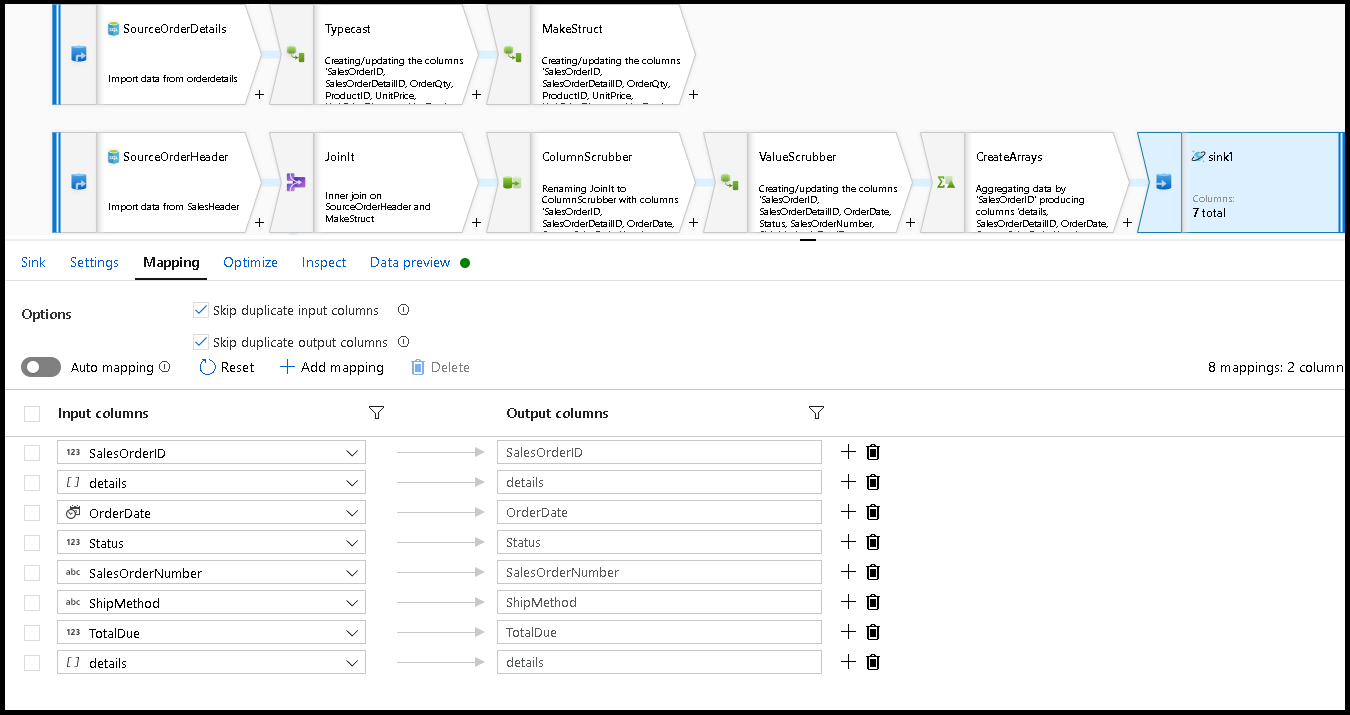 SourceOrderDetails
Import data from orderdetails
+
Typecast
Creating/updating the columns
'SalesOrderID,
SalesOrderDetailID, OrderQty,
ProductID, UnitPrice,
+
MakeStruct
Creating/updating the columns
'SalesOrderID,
SalesOrderDetailID, OrderQty,
ProductID, UnitPrice,
+
SourceOrderHeader
Import data from SalesHeader
+
JoinIt
Inner join on
SourceOrderHeader and
MakeStruct
+
ColumnScrubber
Renaming JoinIt to
ColumnScrubber with columns
'SalesOrderID,
SalesOrderDetailID, OrderDate,
+
ValueScrubber
Creating/updating the columns
'SalesOrderID,
SalesOrderDetailID, OrderDate,
Status, SalesOrderNumber,
+
CreateArrays
Aggregating data by
'SalesOrderID' producing
columns 'details,
SalesOrderDetailID, OrderDate,
+
sink1
Columns:
7 total
Sink Settings Mapping Optimize Inspect Data preview
Options
Skip duplicate input columns
Skip duplicate output columns
Auto mapping Reset + Add mapping Delete 8 mappings: 2 column
Input columns Output columns
123 SalesOrderID SalesOrderID
[ ] details details
OrderDate OrderDate
123 Status Status
abc SalesOrderNumber SalesOrderNumber
abc ShipMethod ShipMethod
123 TotalDue TotalDue
[ ] details details